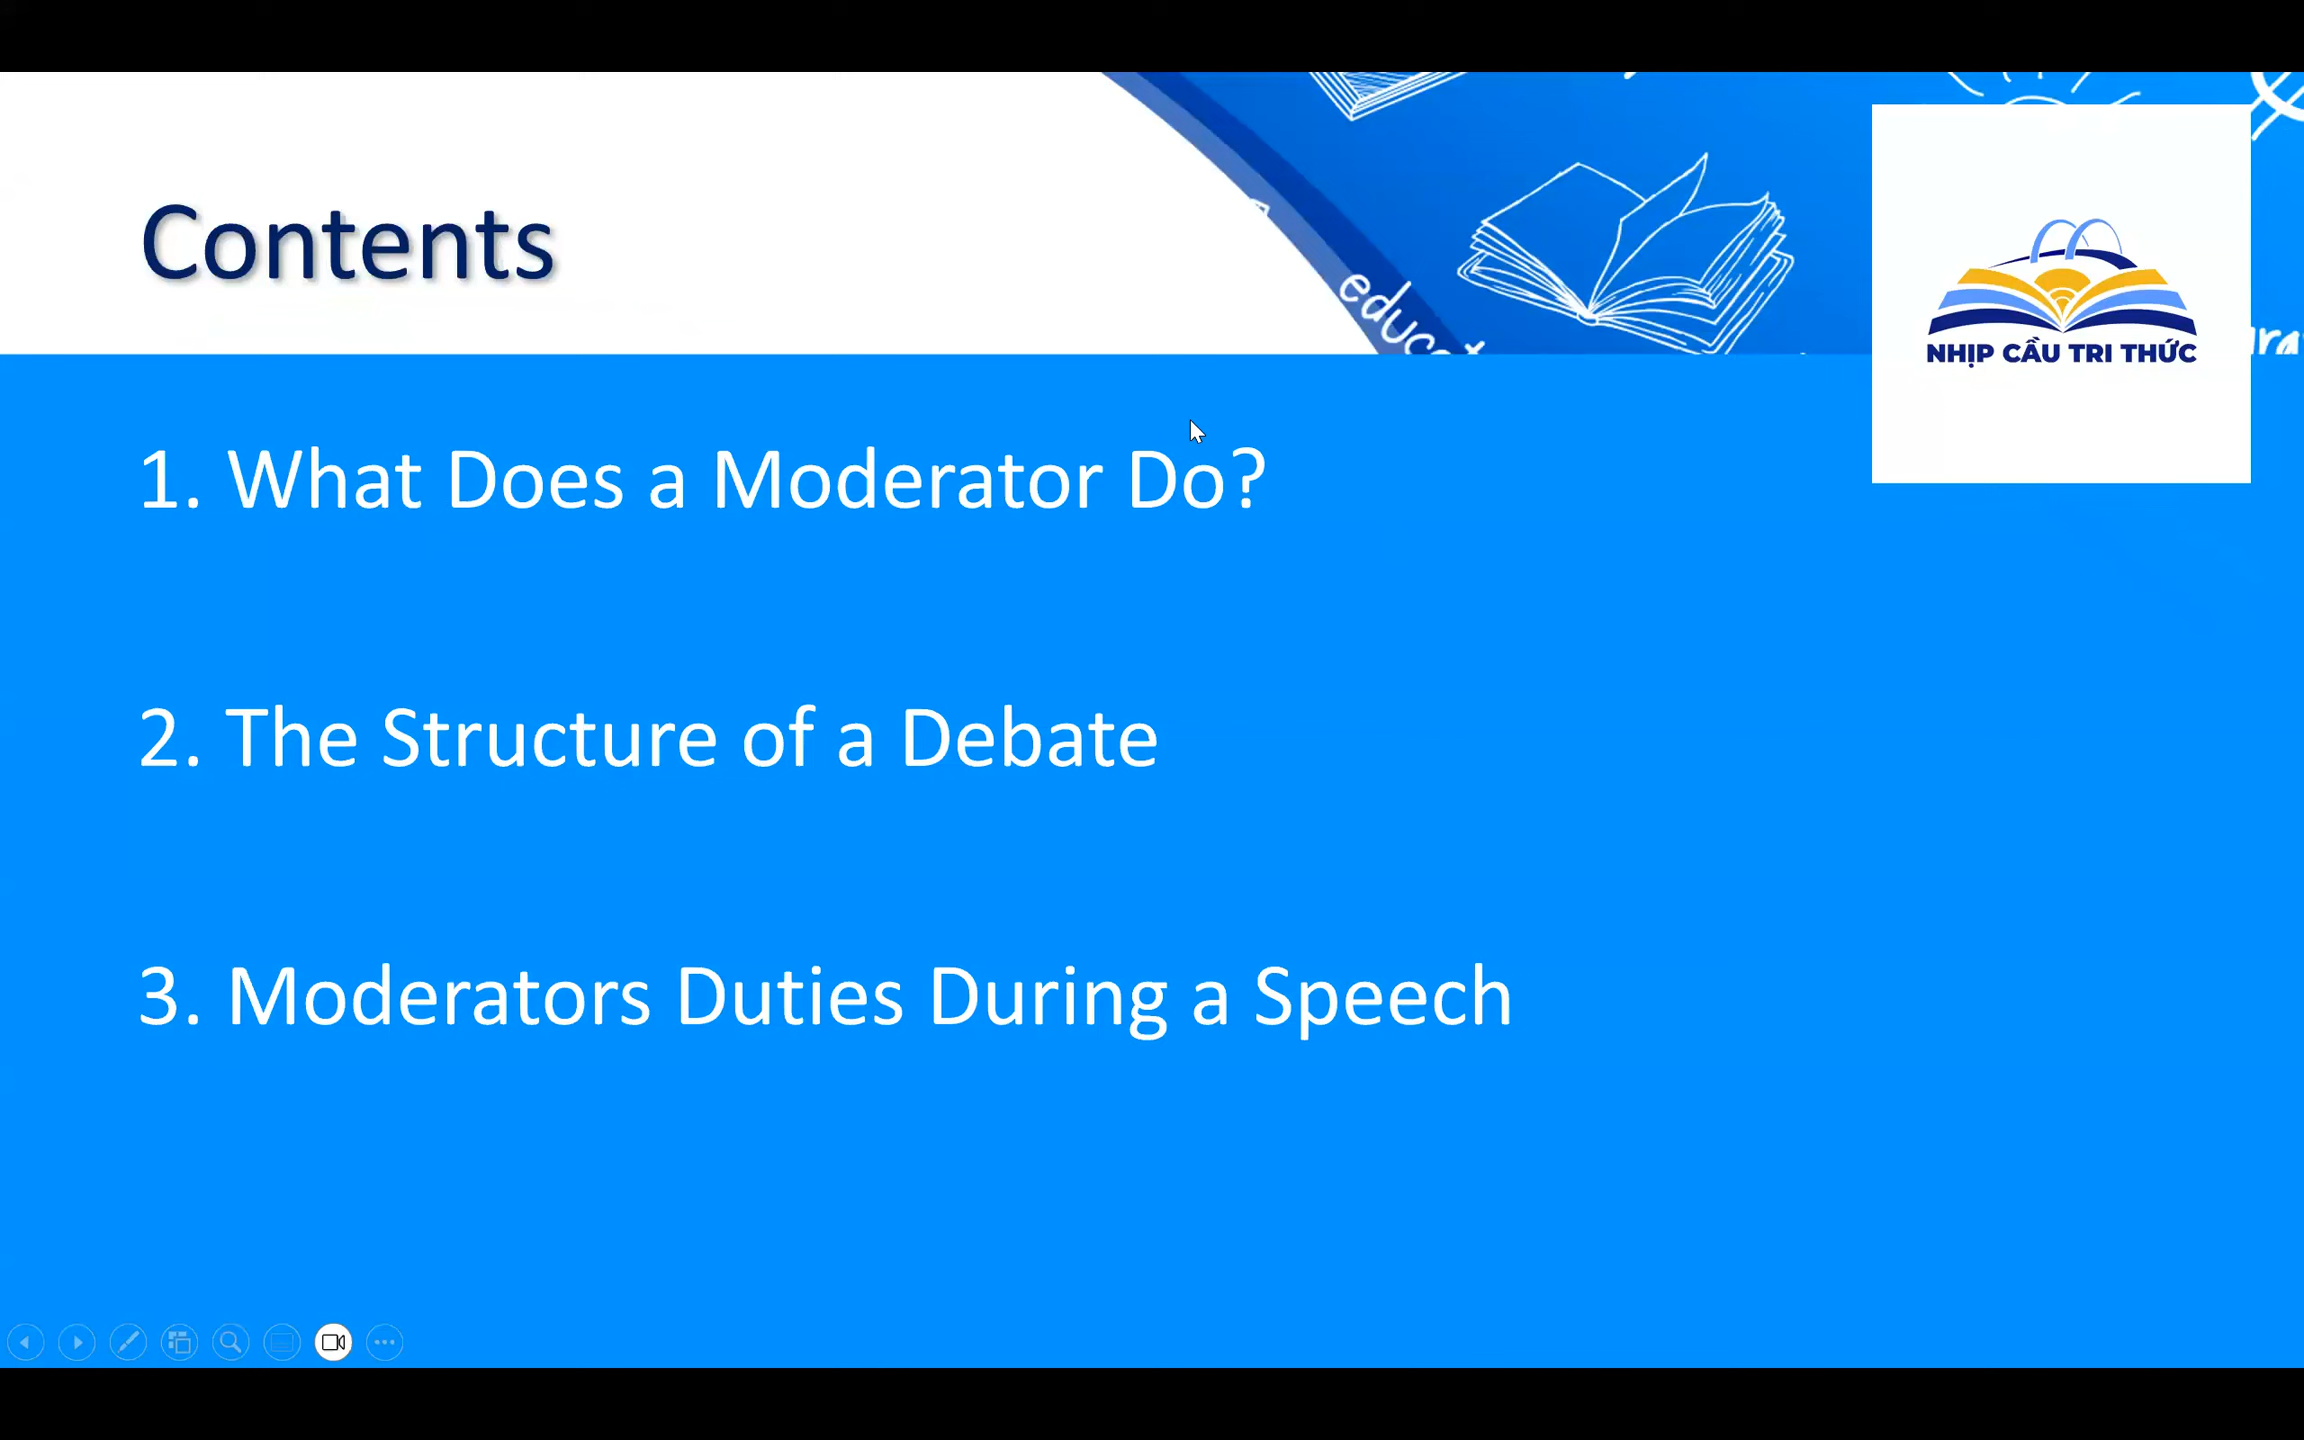 Contents
NHỊP CẦU TRI THỨC
1. What Does a Moderator Do?
2. The Structure of a Debate
3. Moderators Duties During a Speech